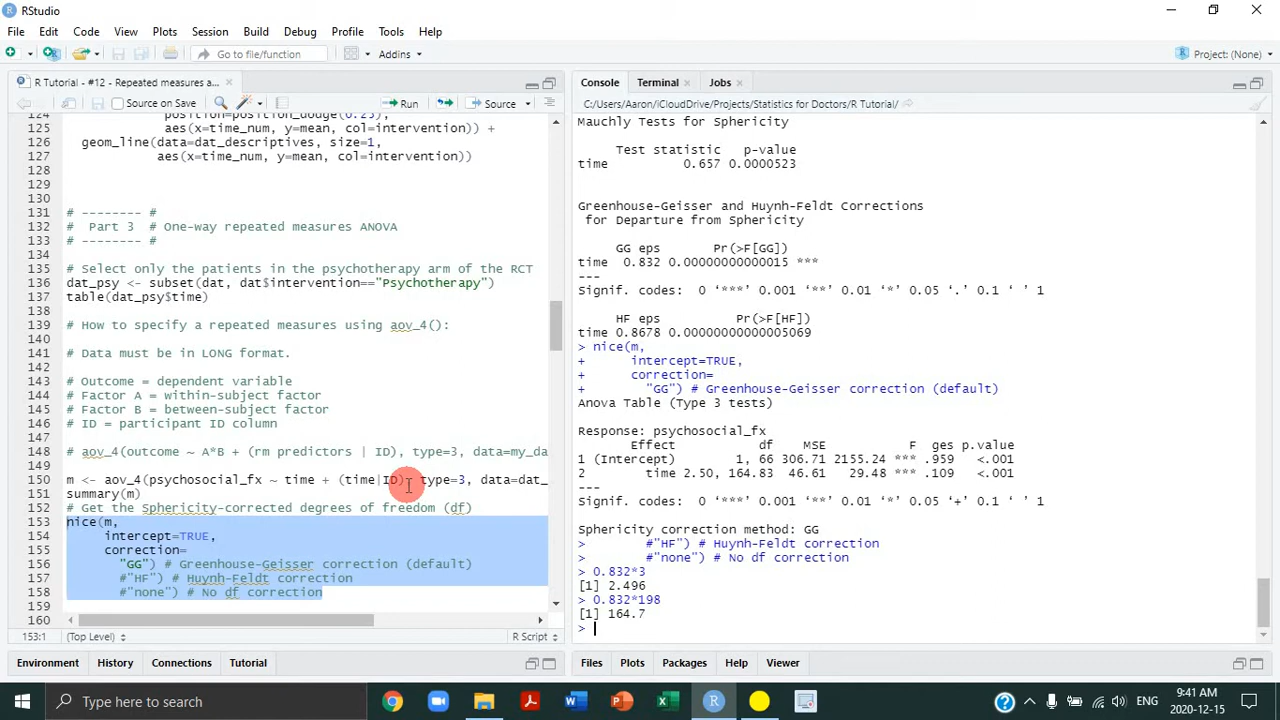 RStudio
File Edit Code View Plots Session Build Debug Profile Tools Help
Go to file/function Addins Project: (None)
R Tutorial - #12 - Repeated measures a...
Source on Save Run Source
124 position=position_dodge(0.25),
125 aes(x=time_num, y=mean, col=intervention)) +
126 geom_line(data=dat_descriptives, size=1,
127 aes(x=time_num, y=mean, col=intervention))
128
129
130
131 # -------- #
132 # Part 3 # One-way repeated measures ANOVA
133 # -------- #
134
135 # Select only the patients in the psychotherapy arm of the RCT
136 dat_psy <- subset(dat, dat$intervention=="Psychotherapy")
137 table(dat_psy$time)
138
139 # How to specify a repeated measures using aov_4():
140
141 # Data must be in LONG format.
142
143 # Outcome = dependent variable
144 # Factor A = within-subject factor
145 # Factor B = between-subject factor
146 # ID = participant ID column
147
148 # aov_4(outcome ~ A*B + (rm predictors | ID), type=3, data=my_da
149
150 m <- aov_4(psychosocial_fx ~ time + (time|ID), type=3, data=dat_
151 summary(m)
152 # Get the Sphericity-corrected degrees of freedom (df)
153 nice(m,
154 intercept=TRUE,
155 correction=
156 "GG") # Greenhouse-Geisser correction (default)
157 #"HF") # Huynh-Feldt correction
158 #"none") # No df correction
159
160
153:1 (Top Level) R Script
Environment History Connections Tutorial
Console Terminal Jobs
C:/Users/Aaron/iCloudDrive/Projects/Statistics for Doctors/R Tutorial/
Mauchly Tests for Sphericity
Test statistic p-value
time 0.657 0.0000523
Greenhouse-Geisser and Huynh-Feldt Corrections
for Departure from Sphericity
GG eps Pr(>F[GG])
time 0.832 0.00000000000015 ***
---
Signif. codes: 0 ‘***’ 0.001 ‘**’ 0.01 ‘*’ 0.05 ‘.’ 0.1 ‘ ’ 1
HF eps Pr(>F[HF])
time 0.8678 0.00000000000005069
> nice(m,
+ intercept=TRUE,
+ correction=
+ "GG") # Greenhouse-Geisser correction (default)
Anova Table (Type 3 tests)
Response: psychosocial_fx
Effect df MSE F ges p.value
1 (Intercept) 1, 66 306.71 2155.24 *** .959 <.001
2 time 2.50, 164.83 46.61 29.48 *** .109 <.001
---
Signif. codes: 0 ‘***’ 0.001 ‘**’ 0.01 ‘*’ 0.05 ‘+’ 0.1 ‘ ’ 1
Sphericity correction method: GG
> #"HF") # Huynh-Feldt correction
> #"none") # No df correction
> 0.832*3
[1] 2.496
> 0.832*198
[1] 164.7
>
Files Plots Packages Help Viewer
Type here to search
ENG
9:41 AM
2020-12-15